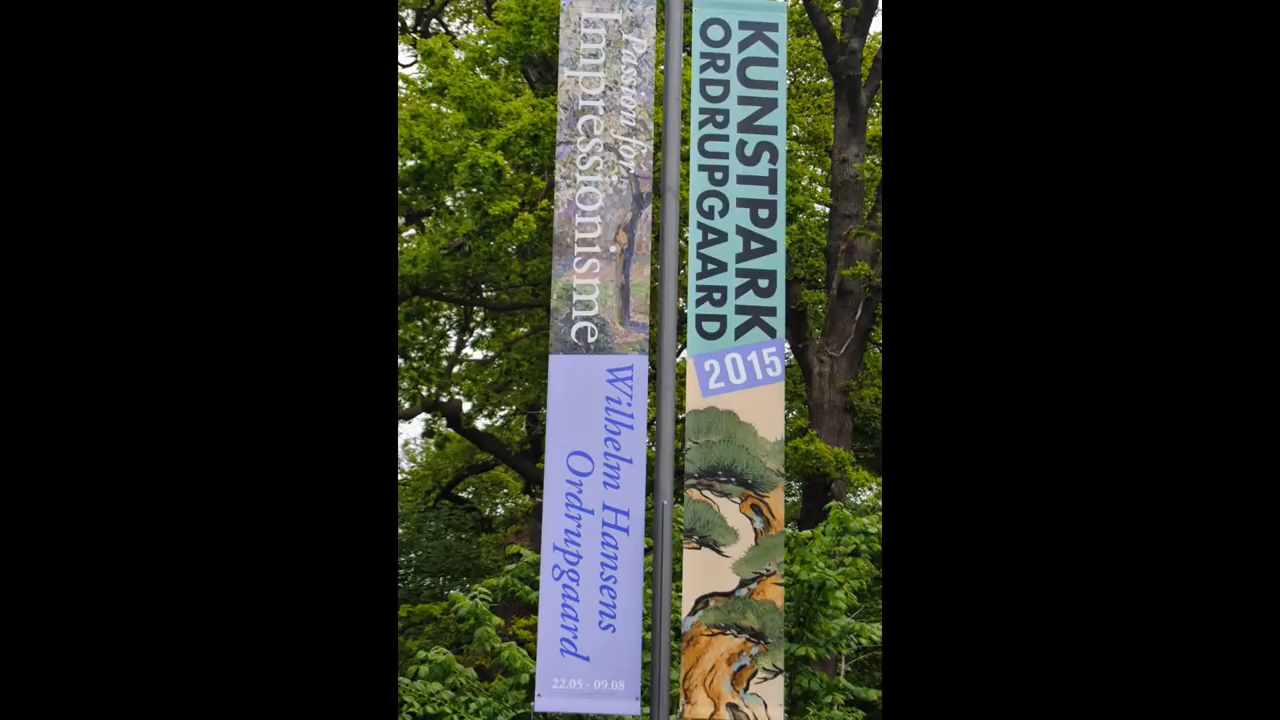 Passion for
Impressionisme
Wilhelm Hansens
Ordrupgaard
22.05 - 09.08
KUNSTPARK
ORDRUPGAARD
2015